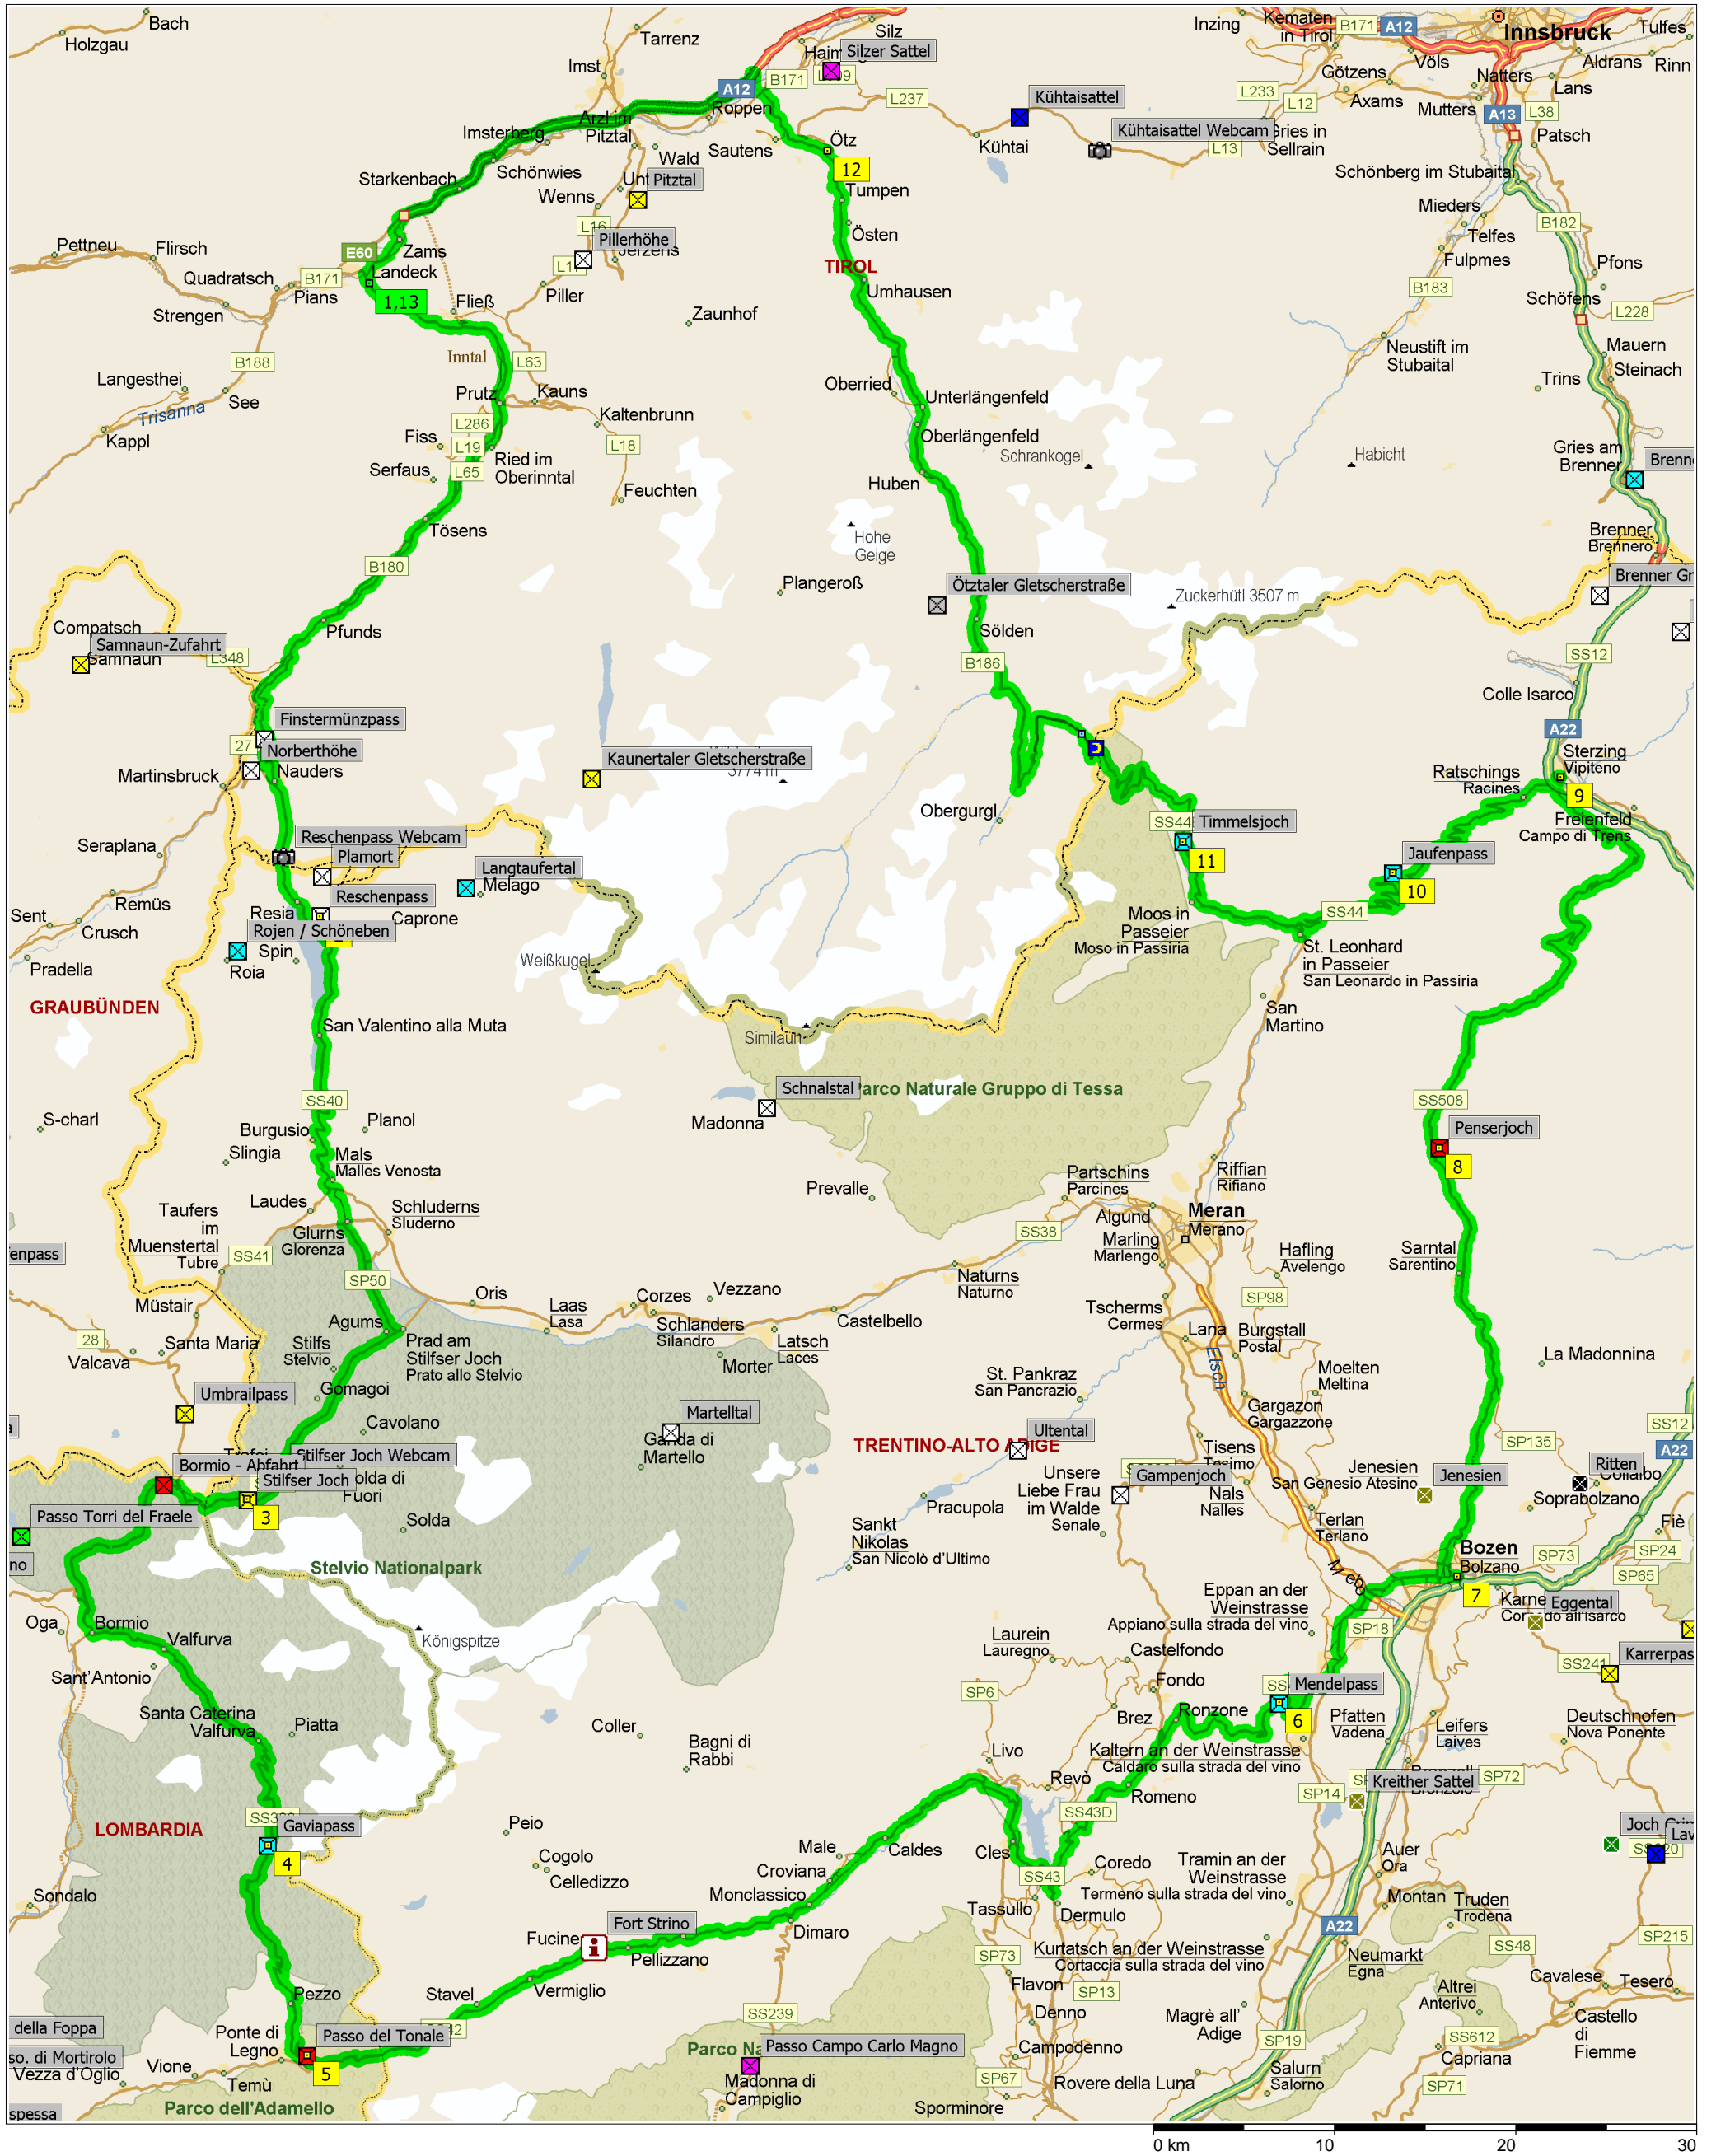 Bach
Holzgau
Tarrenz
Imst
Silz
Silzer Sattel
B171
A12
Roppen
L237
Kühtaisattel
Kühtai
Kühtaisattel Webcam
Gries in
Sellrain
L13
Inzing
Kematen
in Tirol
B171
A12
Innsbruck
Tulfes
Völs
Aldrans
Rinn
Götzens
Natters
Axams
Mutters
Lans
L233
L12
A13
L38
Patsch
Schönberg im Stubaital
Mieders
Telfes
Fulpmes
B182
B183
Pfons
Schöfens
L228
Mauern
Steinach
Trins
Neustift im
Stubaital
Gries am
Brenner
Brenner
Brennero
Habicht
Schrankogel
Arzl im
Pitztal
Imsterberg
Schönwies
Starkenbach
Wald
Wenns
Pitztal
L16
Pillerhöhe
Jerzens
Piller
Sautens
Ötz
12
Tumpen
Östen
TIROL
Umhausen
Zaunhof
Pettneu
Flirsch
Quadratsch
B171
Pians
Strengen
E60
Zams
Landeck
1,13
Fließ
Inntal
L63
B188
Langesthei
See
Trisanna
Kappl
Prutz
Kauns
Kaltenbrunn
L286
L19
L18
L65
Fiss
Serfaus
Ried im
Oberinntal
Feuchten
Tösens
B180
Pfunds
Oberried
Unterlängenfeld
Oberlängenfeld
Huben
Hohe
Geige
Plangeroß
Ötztaler Gletscherstraße
Sölden
B186
Zuckerhütl 3507 m
SS12
Colle Isarco
A22
Sterzing
Vipiteno
9
Ratschings
Racines
Freienfeld
Campo di Trens
Compatsch
Samnaun-Zufahrt
Samnaun
L348
Finstermünzpass
27
Norberthöhe
Nauders
Martinsbruck
Kaunertaler Gletscherstraße
3774 m
Obergurgl
SS44
Timmelsjoch
11
Jaufenpass
10
SS44
Moos in
Passeier
Moso in Passiria
St. Leonhard
in Passeier
San Leonardo in Passiria
San
Martino
Seraplana
Reschenpass Webcam
Plamort
Langtaufertal
Melago
Reschenpass
Resia
Caprone
Rojen / Schöneben
Spin
Roia
Remüs
Sent
Crusch
Pradella
GRAUBÜNDEN
Weißkugel
Similaun
San Valentino alla Muta
SS40
S-charl
Planol
Burgusio
Slingia
Mals
Malles Venosta
Schnalstal
Madonna
Parco Naturale Gruppo di Tessa
SS508
Penserjoch
8
Laudes
Taufers
im
Muenstertal
Tubre
Schluderns
Sluderno
Glurns
Glorenza
SS41
SP50
Prevalle
Partschins
Parcines
Riffian
Rifiano
Algund
Meran
Merano
Marling
Marlengo
SS38
Hafling
Avelengo
Sarntal
Sarentino
Naturns
Naturno
Tscherms
Cermes
SP98
Müstair
28
Santa Maria
Valcava
Agums
Stilfs
Stelvio
Prad am
Stilfser Joch
Prato allo Stelvio
Oris
Laas
Lasa
Corzes
Vezzano
Schlanders
Silandro
Latsch
Laces
Castelbello
Morter
Lana
Burgstall
Postal
Etsch
La Madonnina
St. Pankraz
San Pancrazio
Moelten
Meltina
Gargazon
Gargazzone
Umbrailpass
Gomagoi
Cavolano
Martelltal
Martello
TRENTINO-ALTO ADIGE
Ultental
Tisens
Tesimo
SS12
A22
SP135
Stilfser Joch Webcam
Bormio - Abfahrt
Stilfser Joch
3
Fuori
Solda
Passo Torri del Fraele
Unsere
Liebe Frau
im Walde
Senale
Gampenjoch
Nals
Nalles
Jenesien
San Genesio Atesino
Jenesien
Ritten
Collalbo
Soprabolzano
Pracupola
Sankt
Nikolas
San Nicolò d'Ultimo
Terlan
Terlano
Bozen
Bolzano
7
Fiè
SP73
SP24
SP65
Stelvio Nationalpark
Eppan an der
Weinstrasse
Appiano sulla strada del vino
SP18
Eggental
Oga
Bormio
Valfurva
Sant'Antonio
Königspitze
Laurein
Lauregno
Castelfondo
SS241
Santa Caterina
Valfurva
Piatta
Coller
Bagni di
Rabbi
SP6
Fondo
Brez
Ronzone
Mendelpass
6
Pfatten
Vadena
Leifers
Laives
Deutschnofen
Nova Ponente
Livo
Revò
Kaltern an der Weinstrasse
Caldaro sulla strada del vino
Romeno
SP14
Kreither Sattel
SP72
LOMBARDIA
Gaviapass
4
Peio
Cogolo
Celledizzo
Male
Croviana
Monclassico
Caldes
Cles
SS43D
SS43
Coredo
Tassullo
Dermulo
Tramin an der
Weinstrasse
Termeno sulla strada del vino
Auer
Ora
Montan
Truden
Trodena
Sondalo
Fucine
Fort Strino
Pellizzano
Dimaro
Vermiglio
Stavel
SP73
Kurtatsch an der Weinstrasse
Cortaccia sulla strada del vino
A22
Neumarkt
Egna
SS48
SP215
Flavon
SP13
Denno
Altrei
Anterivo
Cavalese
Tesero
Castello
di
Fiemme
Pezzo
Ponte di
Legno
Passo del Tonale
5
della Foppa
so. di Mortirolo
Vezza d'Oglio
Vione
Temù
SS239
Passo Campo Carlo Magno
Madonna di
Campiglio
Magrè all'
Adige
SP19
SS612
Capriana
Campodenno
SP67
Rovere della Luna
Salurn
Salorno
SP71
Sporminore
Parco dell'Adamello
spessa
0 km 10 20 30